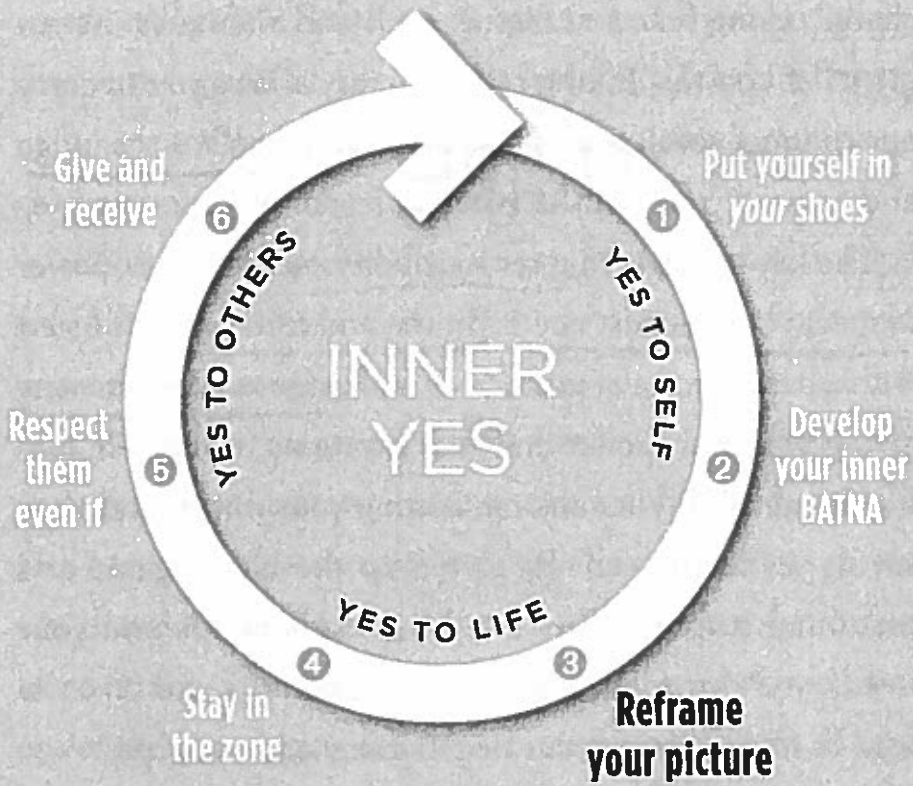 Give and
receive
6
1
Put yourself in
your shoes
YES TO OTHERS
YES TO SELF
INNER
YES
Respect
them
even if
5
2
Develop
your inner
BATNA
YES TO LIFE
4
3
Stay in
the zone
Reframe
your picture